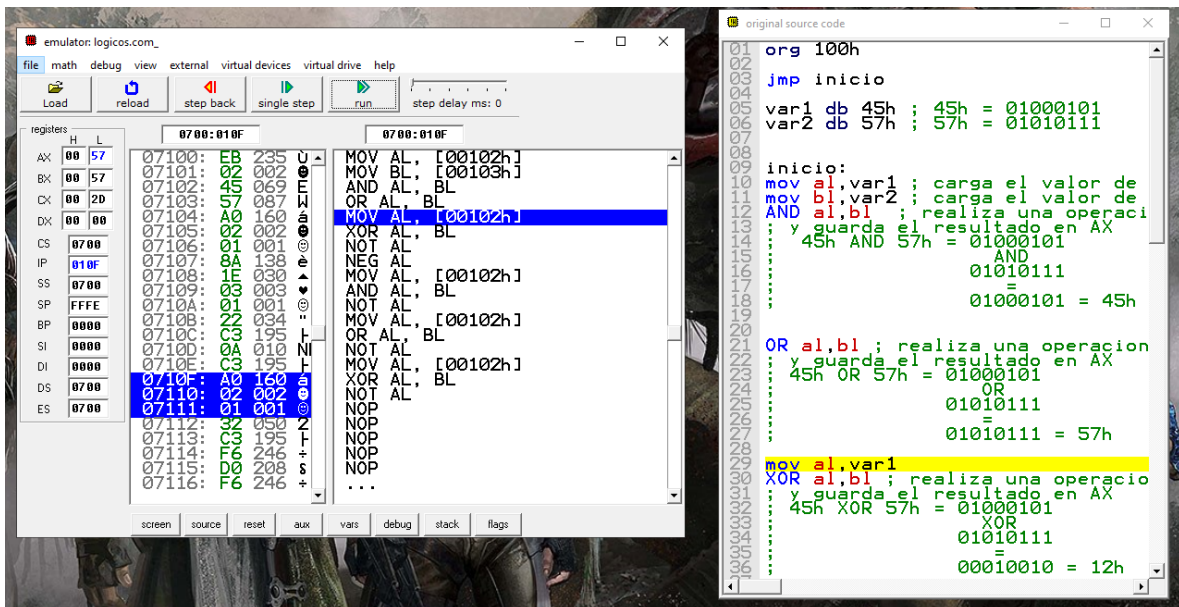 emulator: logicos.com_
file math debug view external virtual devices virtual drive help
Load reload step back single step run step delay ms: 0
registers
H L
0700:010F 0700:010F
AX 00 57
BX 00 57
CX 00 2D
DX 00 00
CS 0700
IP 010F
SS 0700
SP FFFE
BP 0000
SI 0000
DI 0000
DS 0700
ES 0700
07100: EB 235 ù
07101: 02 002 ☻
07102: 45 069 E
07103: 57 087 W
07104: A0 160 á
07105: 02 002 ☻
07106: 01 001 ☺
07107: 8A 138 è
07108: 1E 030 ▲
07109: 03 003 ♥
0710A: 01 001 ☺
0710B: 22 034 "
0710C: C3 195 ├
0710D: 0A 010 NE
0710E: C3 195 ├
0710F: A0 160 á
07110: 02 002 ☻
07111: 01 001 ☺
07112: 32 050 2
07113: C3 195 ├
07114: F6 246 ÷
07115: D0 208
07116: F6 246 ÷
MOV AL, [00102h]
MOV BL, [00103h]
AND AL, BL
OR AL, BL
MOV AL, [00102h]
XOR AL, BL
NOT AL
NEG AL
MOV AL, [00102h]
AND AL, BL
NOT AL
MOV AL, [00102h]
OR AL, BL
NOT AL
MOV AL, [00102h]
XOR AL, BL
NOT AL
NOP
NOP
NOP
NOP
NOP
...
screen source reset aux vars debug stack flags
original source code
01 org 100h
02
03 jmp inicio
04
05 var1 db 45h ; 45h = 01000101
06 var2 db 57h ; 57h = 01010111
07
08
09 inicio:
10 mov al,var1 ; carga el valor de
11 mov bl,var2 ; carga el valor de
12 AND al,bl ; realiza una operaci
13 ; y guarda el resultado en AX
14 ; 45h AND 57h = 01000101
15 ; AND
16 ; 01010111
17 ; =
18 ; 01000101 = 45h
19
20
21 OR al,bl ; realiza una operacion
22 ; y guarda el resultado en AX
23 ; 45h OR 57h = 01000101
24 ; OR
25 ; 01010111
26 ; =
27 ; 01010111 = 57h
28
29 mov al,var1
30 XOR al,bl ; realiza una operacio
31 ; y guarda el resultado en AX
32 ; 45h XOR 57h = 01000101
33 ; XOR
34 ; 01010111
35 ; =
36 ; 00010010 = 12h